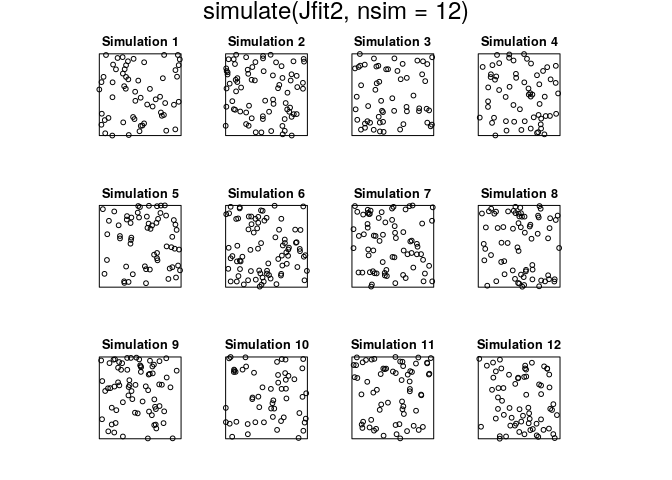 simulate(Jfit2, nsim = 12)
Simulation 1 Simulation 2 Simulation 3 Simulation 4
Simulation 5 Simulation 6 Simulation 7 Simulation 8
Simulation 9 Simulation 10 Simulation 11 Simulation 12